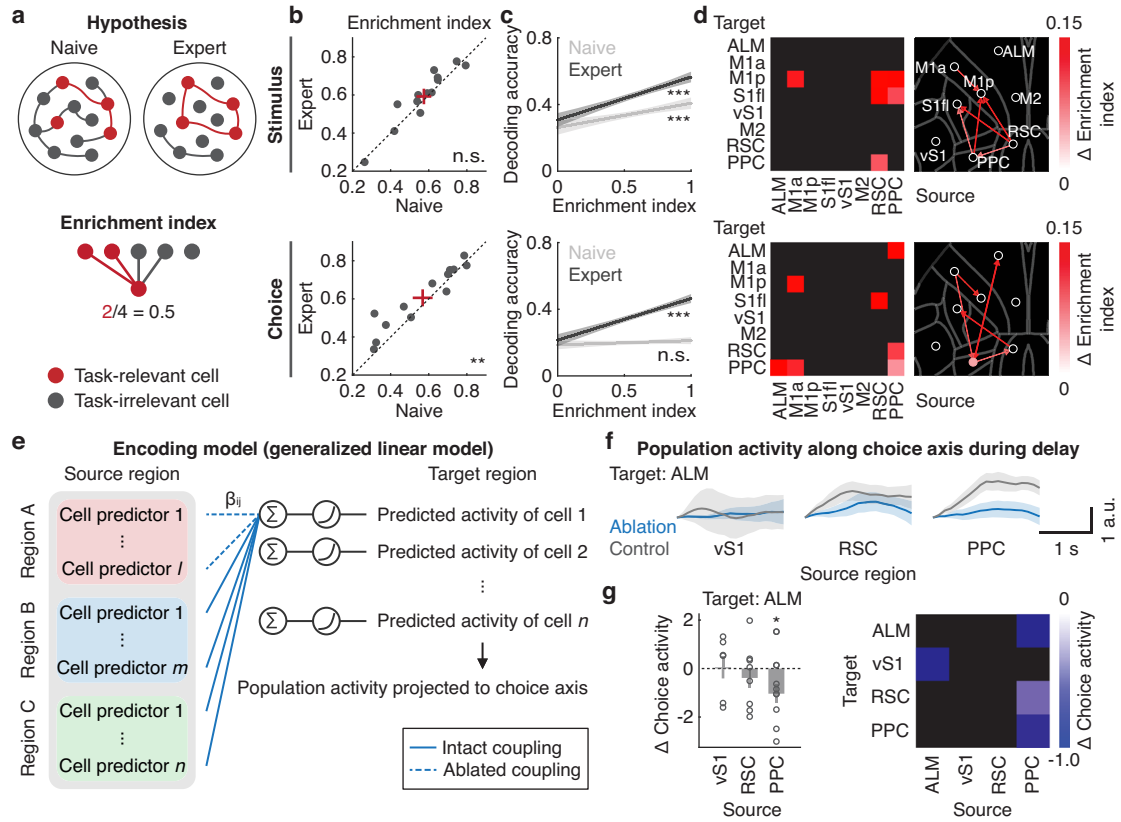 a
Hypothesis
Naive
Expert
Enrichment index
2/4 = 0.5
Task-relevant cell
Task-irrelevant cell
b
Enrichment index
Stimulus
Expert
0.8
0.6
0.4
0.2
n.s.
0.2
0.4
0.6
0.8
Naive
Choice
Expert
0.8
0.6
0.4
0.2
**
0.2
0.4
0.6
0.8
Naive
c
Decoding accuracy
0.8
0.4
0
Naive
Expert
***
***
0
0.5
1
Enrichment index
Decoding accuracy
0.8
0.4
0
Naive
Expert
***
n.s.
0
0.5
1
Enrichment index
d
Target
ALM
M1a
M1p
S1fl
vS1
M2
RSC
PPC
ALM
M1a
M1p
S1fl
vS1
M2
RSC
PPC
Source
ALM
M1a
M1p
S1fl
M2
RSC
vS1
PPC
0.15
0
Δ Enrichment
index
Target
ALM
M1a
M1p
S1fl
vS1
M2
RSC
PPC
ALM
M1a
M1p
S1fl
vS1
M2
RSC
PPC
Source
0.15
0
Δ Enrichment
index
e
Encoding model (generalized linear model)
Source region
Target region
Region A
Cell predictor 1
⋮
Cell predictor l
Region B
Cell predictor 1
⋮
Cell predictor m
Region C
Cell predictor 1
⋮
Cell predictor n
βij
Σ
Predicted activity of cell 1
Σ
Predicted activity of cell 2
⋮
Σ
Predicted activity of cell n
Population activity projected to choice axis
Intact coupling
Ablated coupling
f
Population activity along choice axis during delay
Target: ALM
Ablation
Control
vS1
RSC
PPC
1 s
1 a.u.
Source region
g
Target: ALM
Δ Choice activity
2
0
-2
*
vS1
RSC
PPC
Source
Target
ALM
vS1
RSC
PPC
ALM
vS1
RSC
PPC
Source
0
-1.0
Δ Choice activity